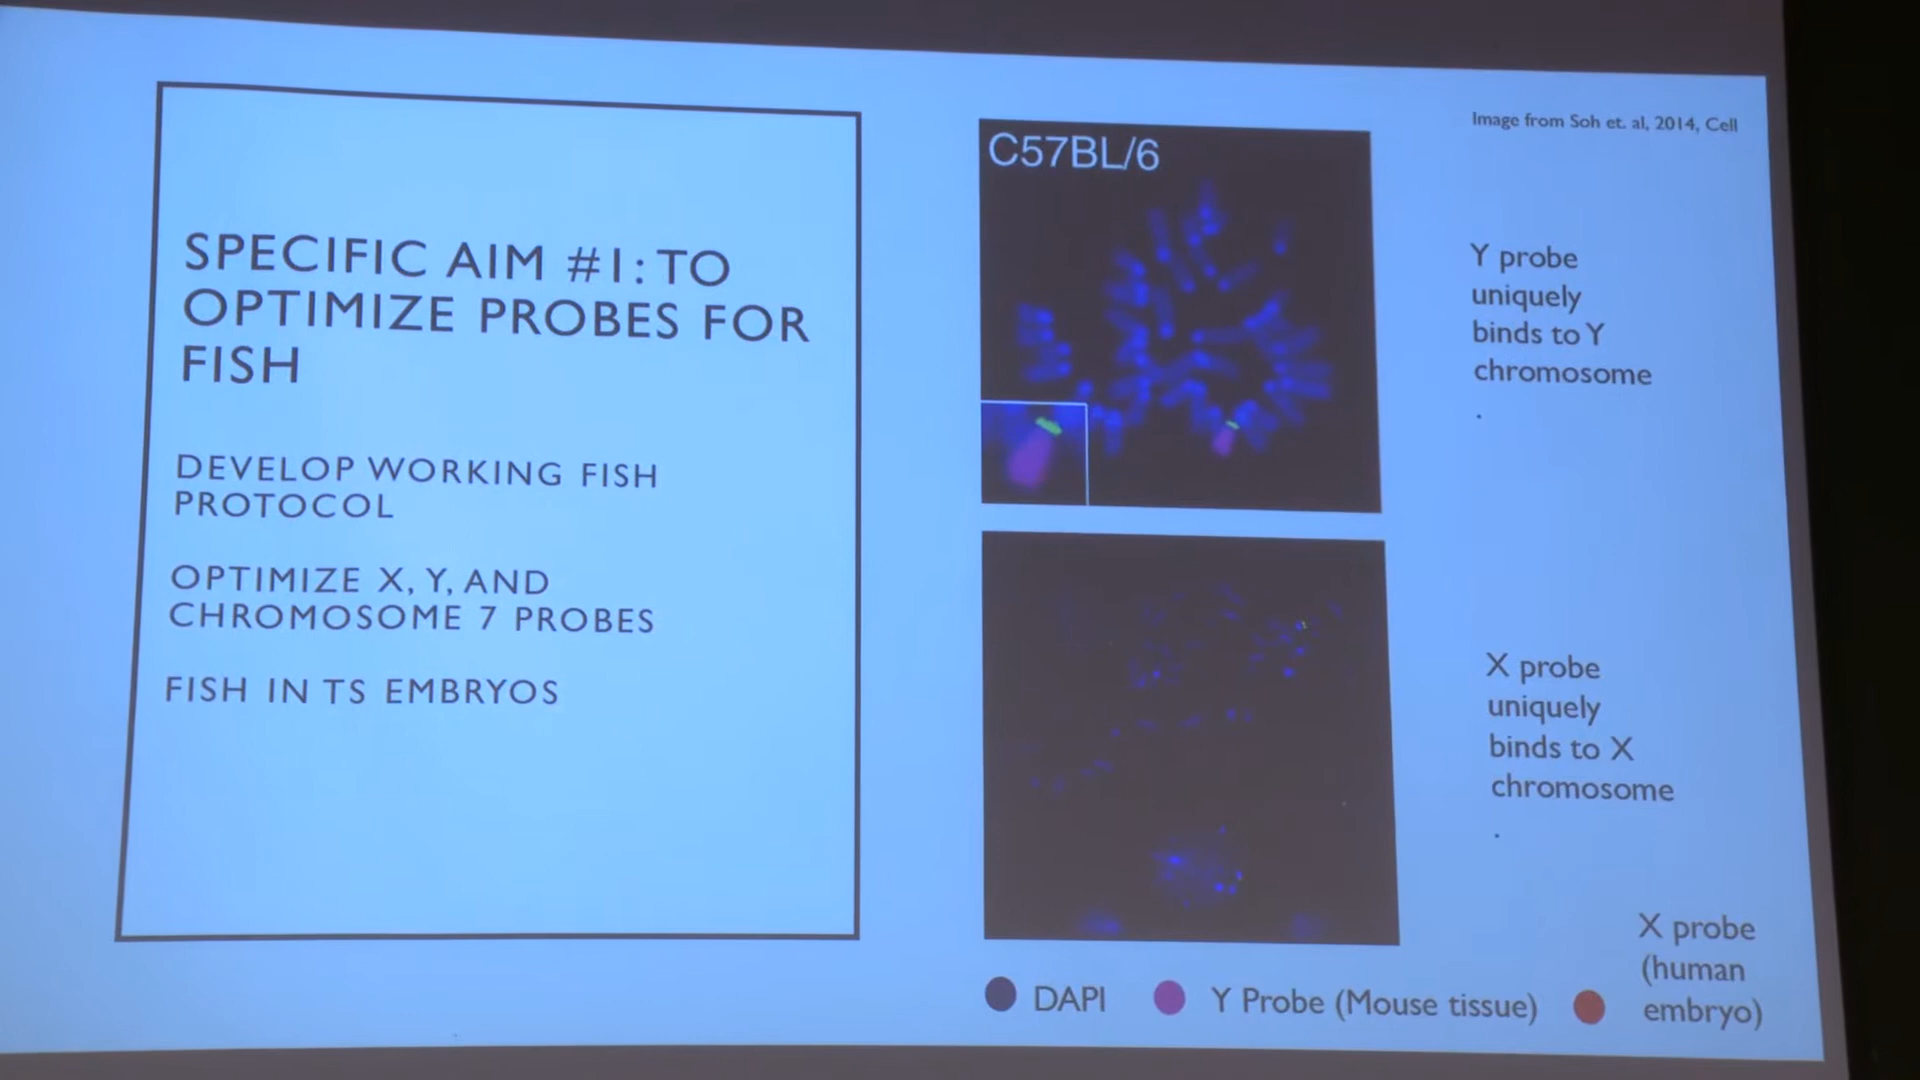 SPECIFIC AIM #1: TO
OPTIMIZE PROBES FOR
FISH
DEVELOP WORKING FISH
PROTOCOL
OPTIMIZE X, Y, AND
CHROMOSOME 7 PROBES
FISH IN TS EMBRYOS
C57BL/6
Image from Soh et. al, 2014, Cell
Y probe
uniquely
binds to Y
chromosome
.
X probe
uniquely
binds to X
chromosome
.
DAPI
Y Probe (Mouse tissue)
X probe
(human
embryo)